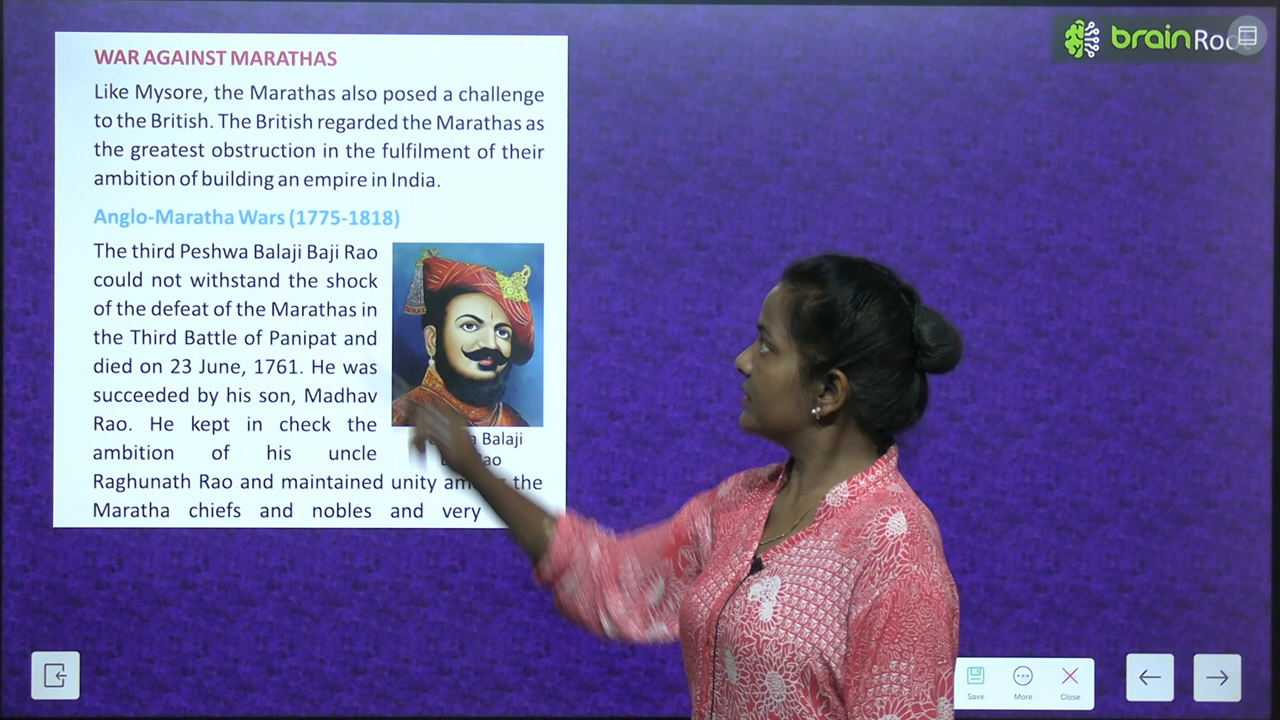 WAR AGAINST MARATHAS
Like Mysore, the Marathas also posed a challenge
to the British. The British regarded the Marathas as
the greatest obstruction in the fulfilment of their
ambition of building an empire in India.
Anglo-Maratha Wars (1775-1818)
The third Peshwa Balaji Baji Rao
could not withstand the shock
of the defeat of the Marathas in
the Third Battle of Panipat and
died on 23 June, 1761. He was
succeeded by his son, Madhav
Rao. He kept in check the
ambition of his uncle
Raghunath Rao and maintained unity the
Maratha chiefs and nobles and very
Balaji
Rao
brain
Save
More
Close